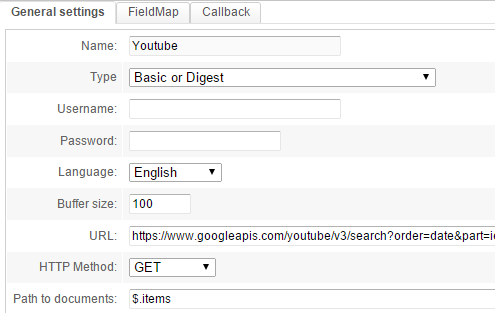 General settings FieldMap Callback
Name: Youtube
Type Basic or Digest
Username:
Password:
Language: English
Buffer size: 100
URL: https://www.googleapis.com/youtube/v3/search?order=date&part=i
HTTP Method: GET
Path to documents: $.items